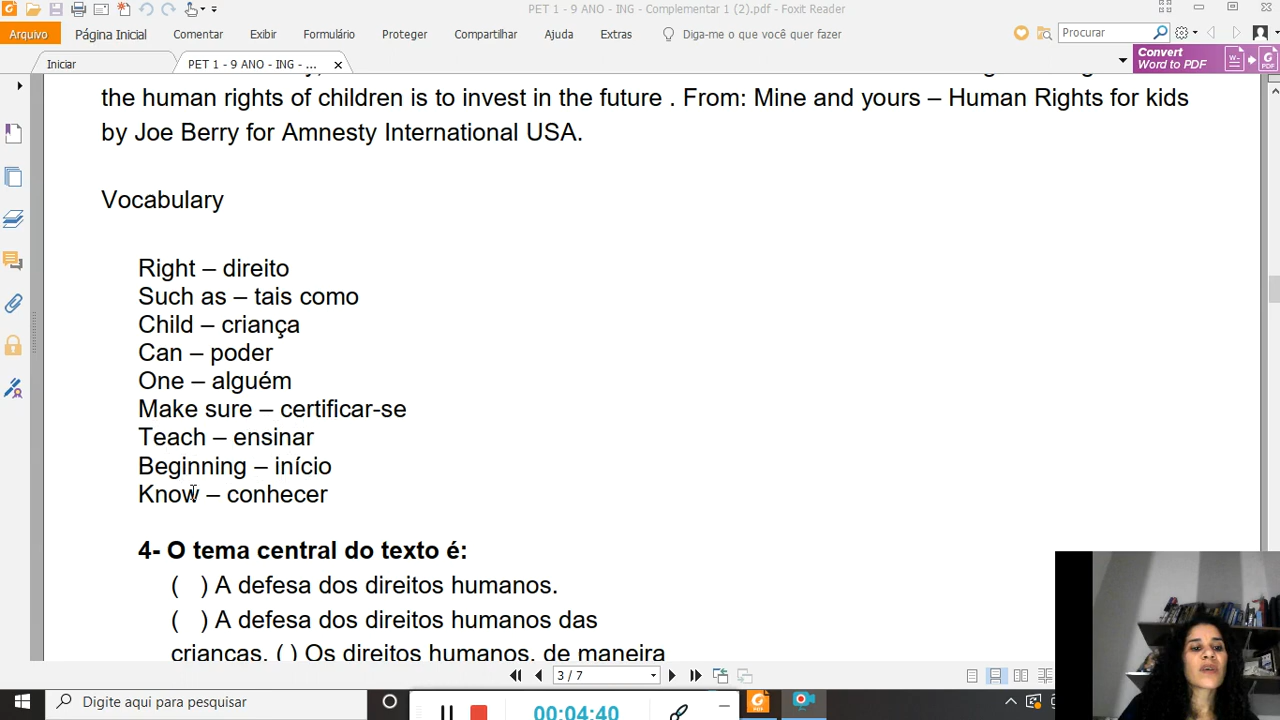 PET 1 - 9 ANO - ING - Complementar 1 (2).pdf - Foxit Reader
Arquivo Página Inicial Comentar Exibir Formulário Proteger Compartilhar Ajuda Extras Diga-me o que você quer fazer Procurar
Iniciar PET 1 - 9 ANO - ING - ... Convert Word to PDF
the human rights of children is to invest in the future . From: Mine and yours – Human Rights for kids
by Joe Berry for Amnesty International USA.
Vocabulary
Right – direito
Such as – tais como
Child – criança
Can – poder
One – alguém
Make sure – certificar-se
Teach – ensinar
Beginning – início
Know – conhecer
4- O tema central do texto é:
( ) A defesa dos direitos humanos.
( ) A defesa dos direitos humanos das
crianças. ( ) Os direitos humanos, de maneira
3 / 7
Digite aqui para pesquisar
00:04:40